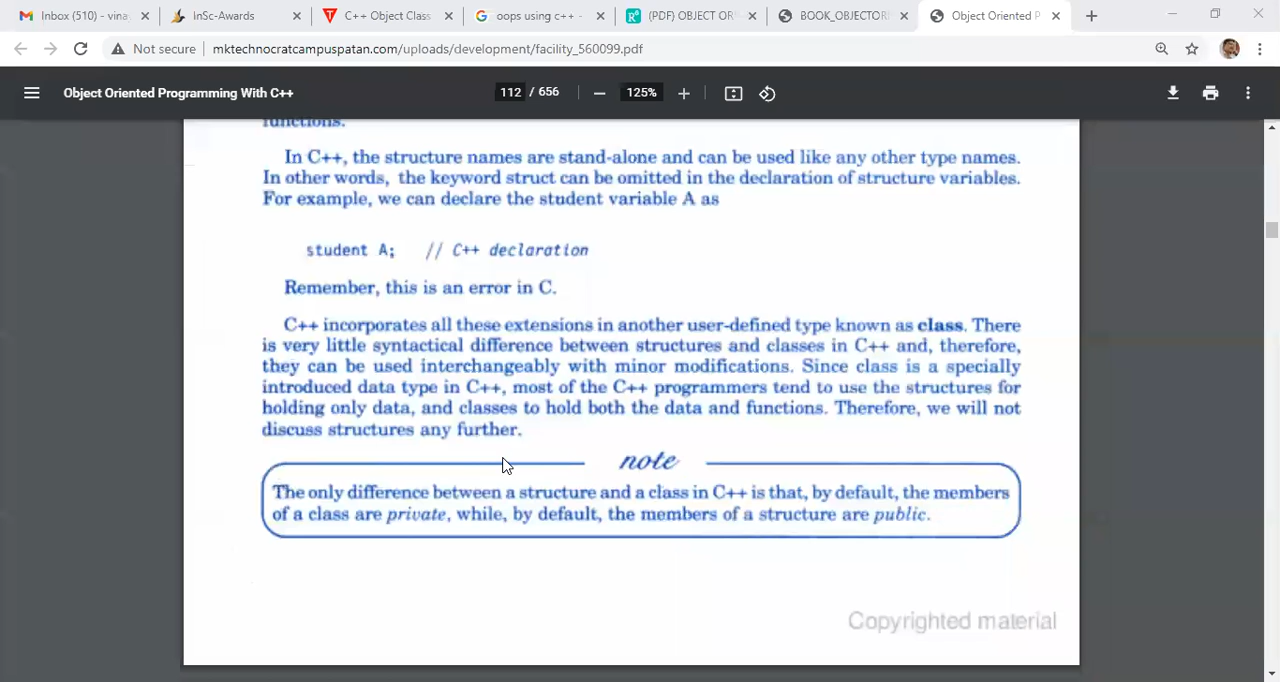 Inbox (510) - vina
InSc-Awards
C++ Object Class
oops using c++ -
(PDF) OBJECT OR
BOOK_OBJECTOR
Object Oriented P
Not secure
mktechnocratcampuspatan.com/uploads/development/facility_560099.pdf
Object Oriented Programming With C++
112 / 656
125%
functions.
In C++, the structure names are stand-alone and can be used like any other type names.
In other words, the keyword struct can be omitted in the declaration of structure variables.
For example, we can declare the student variable A as
student A; // C++ declaration
Remember, this is an error in C.
C++ incorporates all these extensions in another user-defined type known as class. There
is very little syntactical difference between structures and classes in C++ and, therefore,
they can be used interchangeably with minor modifications. Since class is a specially
introduced data type in C++, most of the C++ programmers tend to use the structures for
holding only data, and classes to hold both the data and functions. Therefore, we will not
discuss structures any further.
note
The only difference between a structure and a class in C++ is that, by default, the members
of a class are private, while, by default, the members of a structure are public.
Copyrighted material